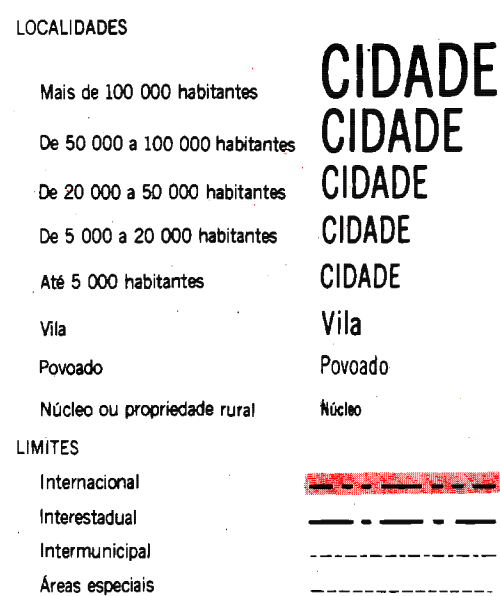 LOCALIDADES
Mais de 100 000 habitantes CIDADE
De 50 000 a 100 000 habitantes CIDADE
De 20 000 a 50 000 habitantes CIDADE
De 5 000 a 20 000 habitantes CIDADE
Até 5 000 habitantes CIDADE
Vila Vila
Povoado Povoado
Núcleo ou propriedade rural Núcleo
LIMITES
Internacional
Interestadual
Intermunicipal
Áreas especiais